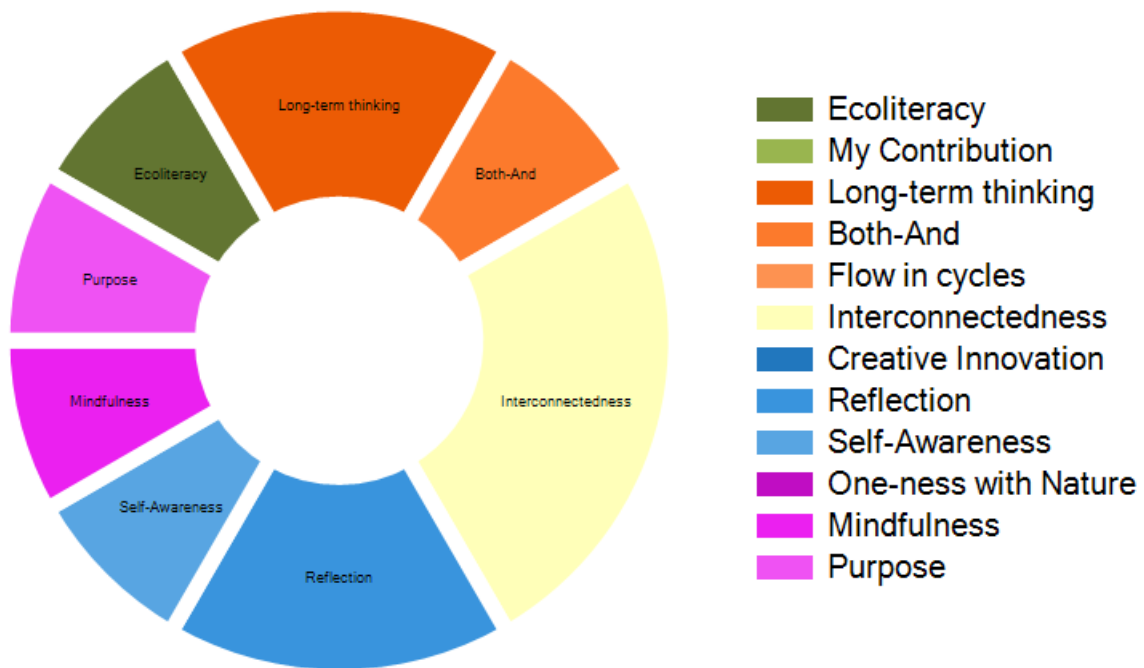 Long-term thinking
Both-And
Ecoliteracy
Purpose
Interconnectedness
Mindfulness
Self-Awareness
Reflection
Ecoliteracy
My Contribution
Long-term thinking
Both-And
Flow in cycles
Interconnectedness
Creative Innovation
Reflection
Self-Awareness
One-ness with Nature
Mindfulness
Purpose